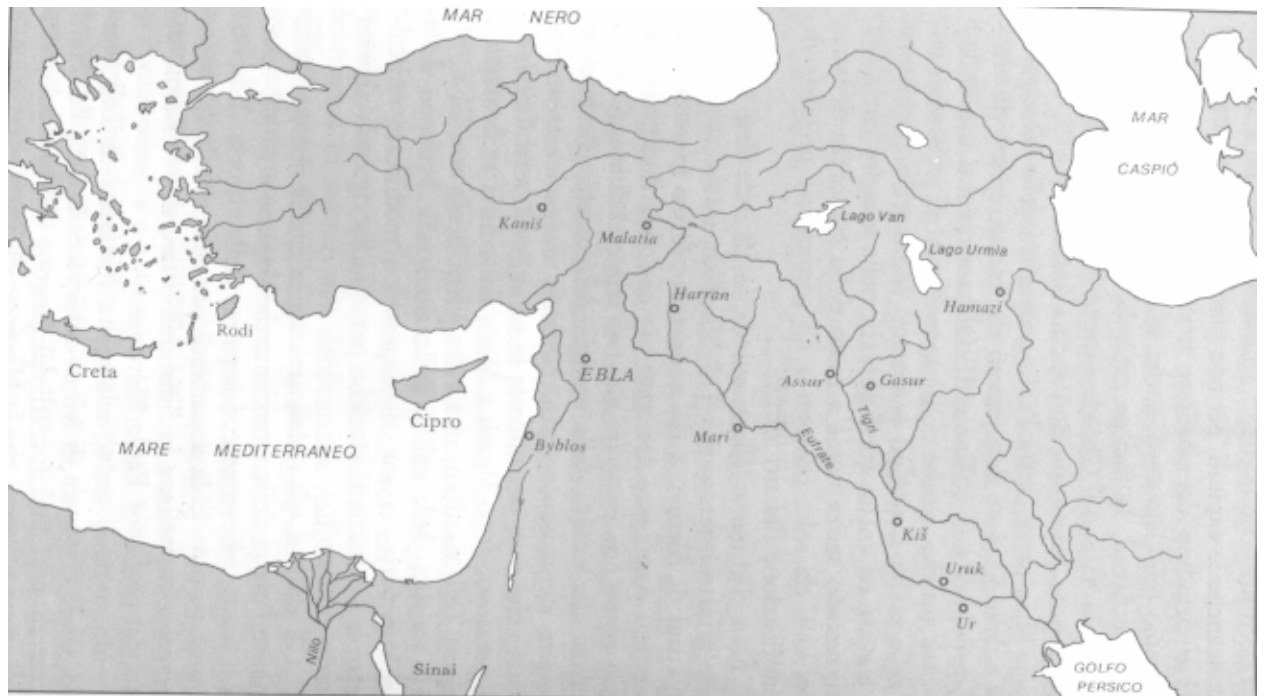 MAR NERO
MAR
CASPIÓ
Lago Van
Kaniš
Malatia
Lago Urmia
Harran
Hamazi
Rodi
Creta
EBLA
Assur
Gasur
Cipro
Tigri
Mari
Eufrate
Byblos
MARE MEDITERRANEO
Kiš
Uruk
Ur
Nilo
Sinai
GOLFO
PERSICO